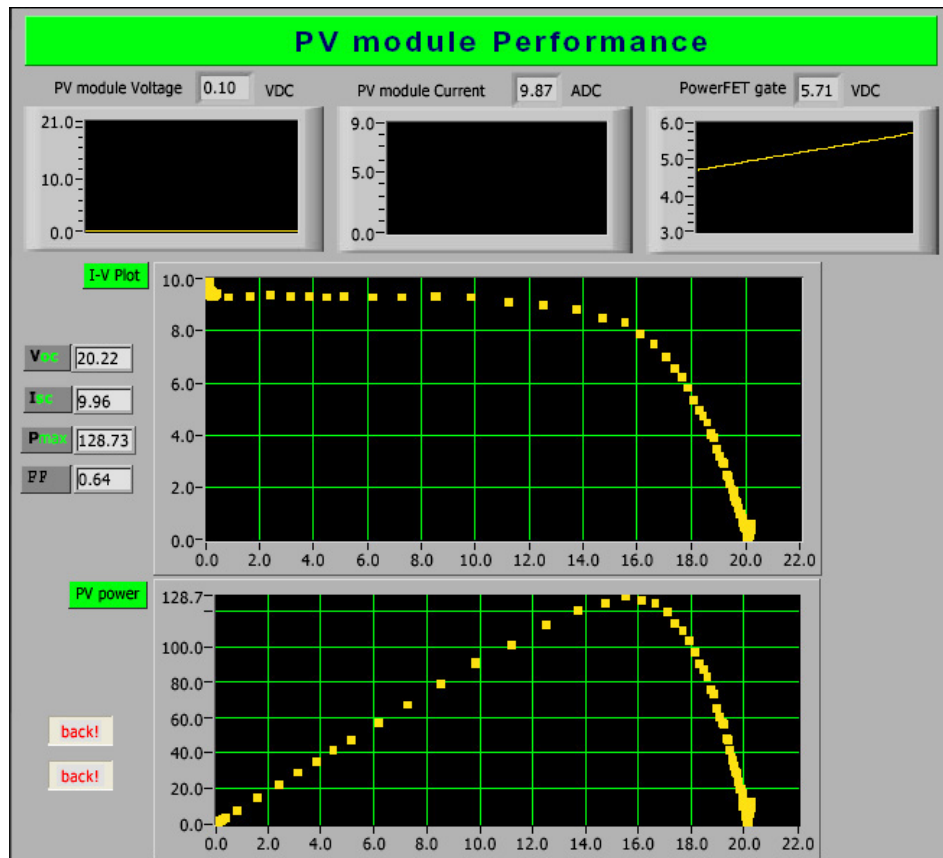 PV module Performance
PV module Voltage 0.10 VDC
PV module Current 9.87 ADC
PowerFET gate 5.71 VDC
21.0
10.0
0.0
9.0
5.0
0.0
6.0
5.0
4.0
3.0
I-V Plot
10.0
8.0
6.0
4.0
2.0
0.0
0.0 2.0 4.0 6.0 8.0 10.0 12.0 14.0 16.0 18.0 20.0 22.0
Voc 20.22
Isc 9.96
Pmax 128.73
FF 0.64
PV power
128.7
100.0
80.0
60.0
40.0
20.0
0.0
0.0 2.0 4.0 6.0 8.0 10.0 12.0 14.0 16.0 18.0 20.0 22.0
back!
back!